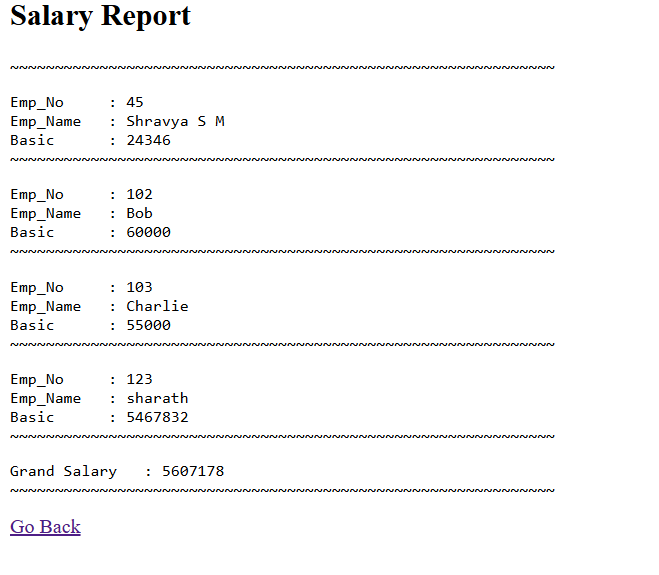 Salary Report
~~~~~~~~~~~~~~~~~~~~~~~~~~~~~~~~~~~~~~~~~~~~~~~~~~~~~~~~~~~~~
Emp_No     : 45
Emp_Name   : Shravya S M
Basic      : 24346
~~~~~~~~~~~~~~~~~~~~~~~~~~~~~~~~~~~~~~~~~~~~~~~~~~~~~~~~~~~~~
Emp_No     : 102
Emp_Name   : Bob
Basic      : 60000
~~~~~~~~~~~~~~~~~~~~~~~~~~~~~~~~~~~~~~~~~~~~~~~~~~~~~~~~~~~~~
Emp_No     : 103
Emp_Name   : Charlie
Basic      : 55000
~~~~~~~~~~~~~~~~~~~~~~~~~~~~~~~~~~~~~~~~~~~~~~~~~~~~~~~~~~~~~
Emp_No     : 123
Emp_Name   : sharath
Basic      : 5467832
~~~~~~~~~~~~~~~~~~~~~~~~~~~~~~~~~~~~~~~~~~~~~~~~~~~~~~~~~~~~~
Grand Salary   : 5607178
~~~~~~~~~~~~~~~~~~~~~~~~~~~~~~~~~~~~~~~~~~~~~~~~~~~~~~~~~~~~~
Go Back